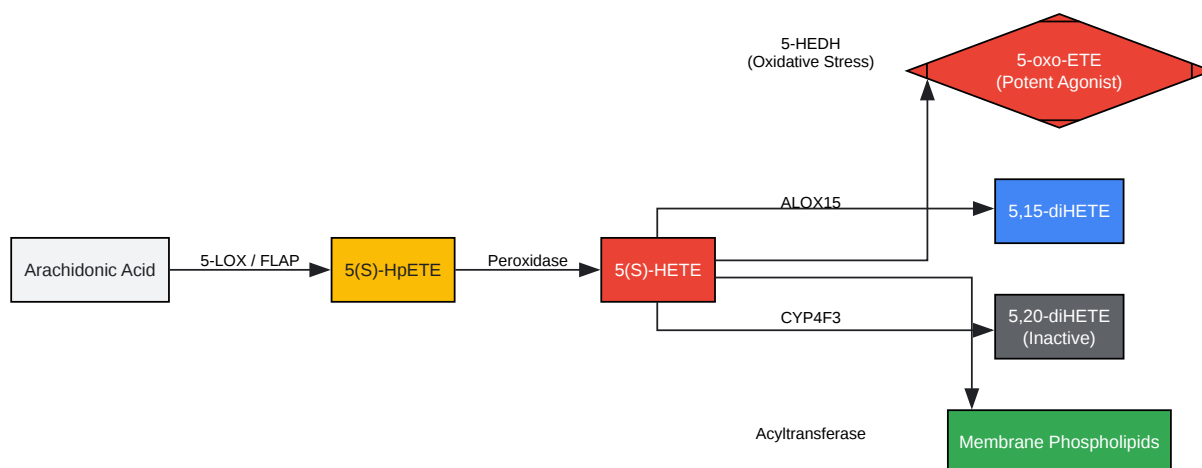 5-HEDH
(Oxidative Stress)
5-oxo-ETE
(Potent Agonist)
ALOX15
5,15-diHETE
Arachidonic Acid
5-LOX / FLAP
5(S)-HpETE
Peroxidase
5(S)-HETE
CYP4F3
5,20-diHETE
(Inactive)
Acyltransferase
Membrane Phospholipids